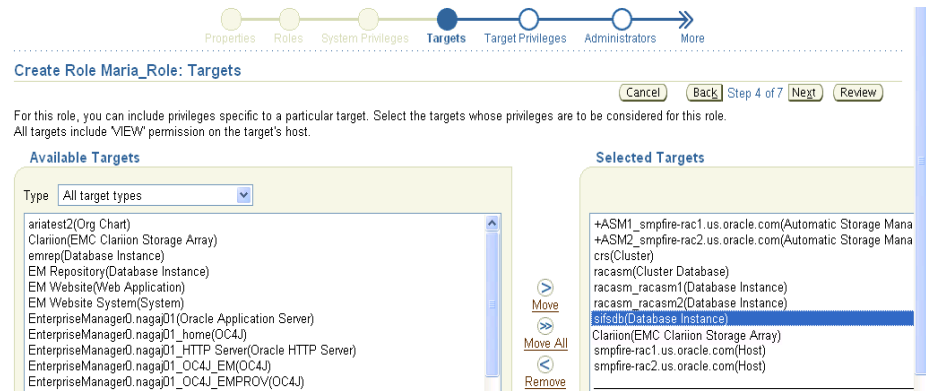 Properties Roles System Privileges Targets Target Privileges Administrators More
Create Role Maria_Role: Targets
Cancel Back Step 4 of 7 Next Review
For this role, you can include privileges specific to a particular target. Select the targets whose privileges are to be considered for this role.
All targets include 'VIEW' permission on the target's host.
Available Targets
Type All target types
ariatest2(Org Chart)
Clariion(EMC Clariion Storage Array)
emrep(Database Instance)
EM Repository(Database Instance)
EM Website(Web Application)
EM Website System(System)
EnterpriseManager0.nagaj01(Oracle Application Server)
EnterpriseManager0.nagaj01_home(OC4J)
EnterpriseManager0.nagaj01_HTTP Server(Oracle HTTP Server)
EnterpriseManager0.nagaj01_OC4J_EM(OC4J)
EnterpriseManager0.nagaj01_OC4J_EMPROV(OC4J)
Move
Move All
Remove
Selected Targets
+ASM1_smpfire-rac1.us.oracle.com(Automatic Storage Mana
+ASM2_smpfire-rac2.us.oracle.com(Automatic Storage Mana
crs(Cluster)
racasm(Cluster Database)
racasm_racasm1(Database Instance)
racasm_racasm2(Database Instance)
sifsdb(Database Instance)
Clariion(EMC Clariion Storage Array)
smpfire-rac1.us.oracle.com(Host)
smpfire-rac2.us.oracle.com(Host)